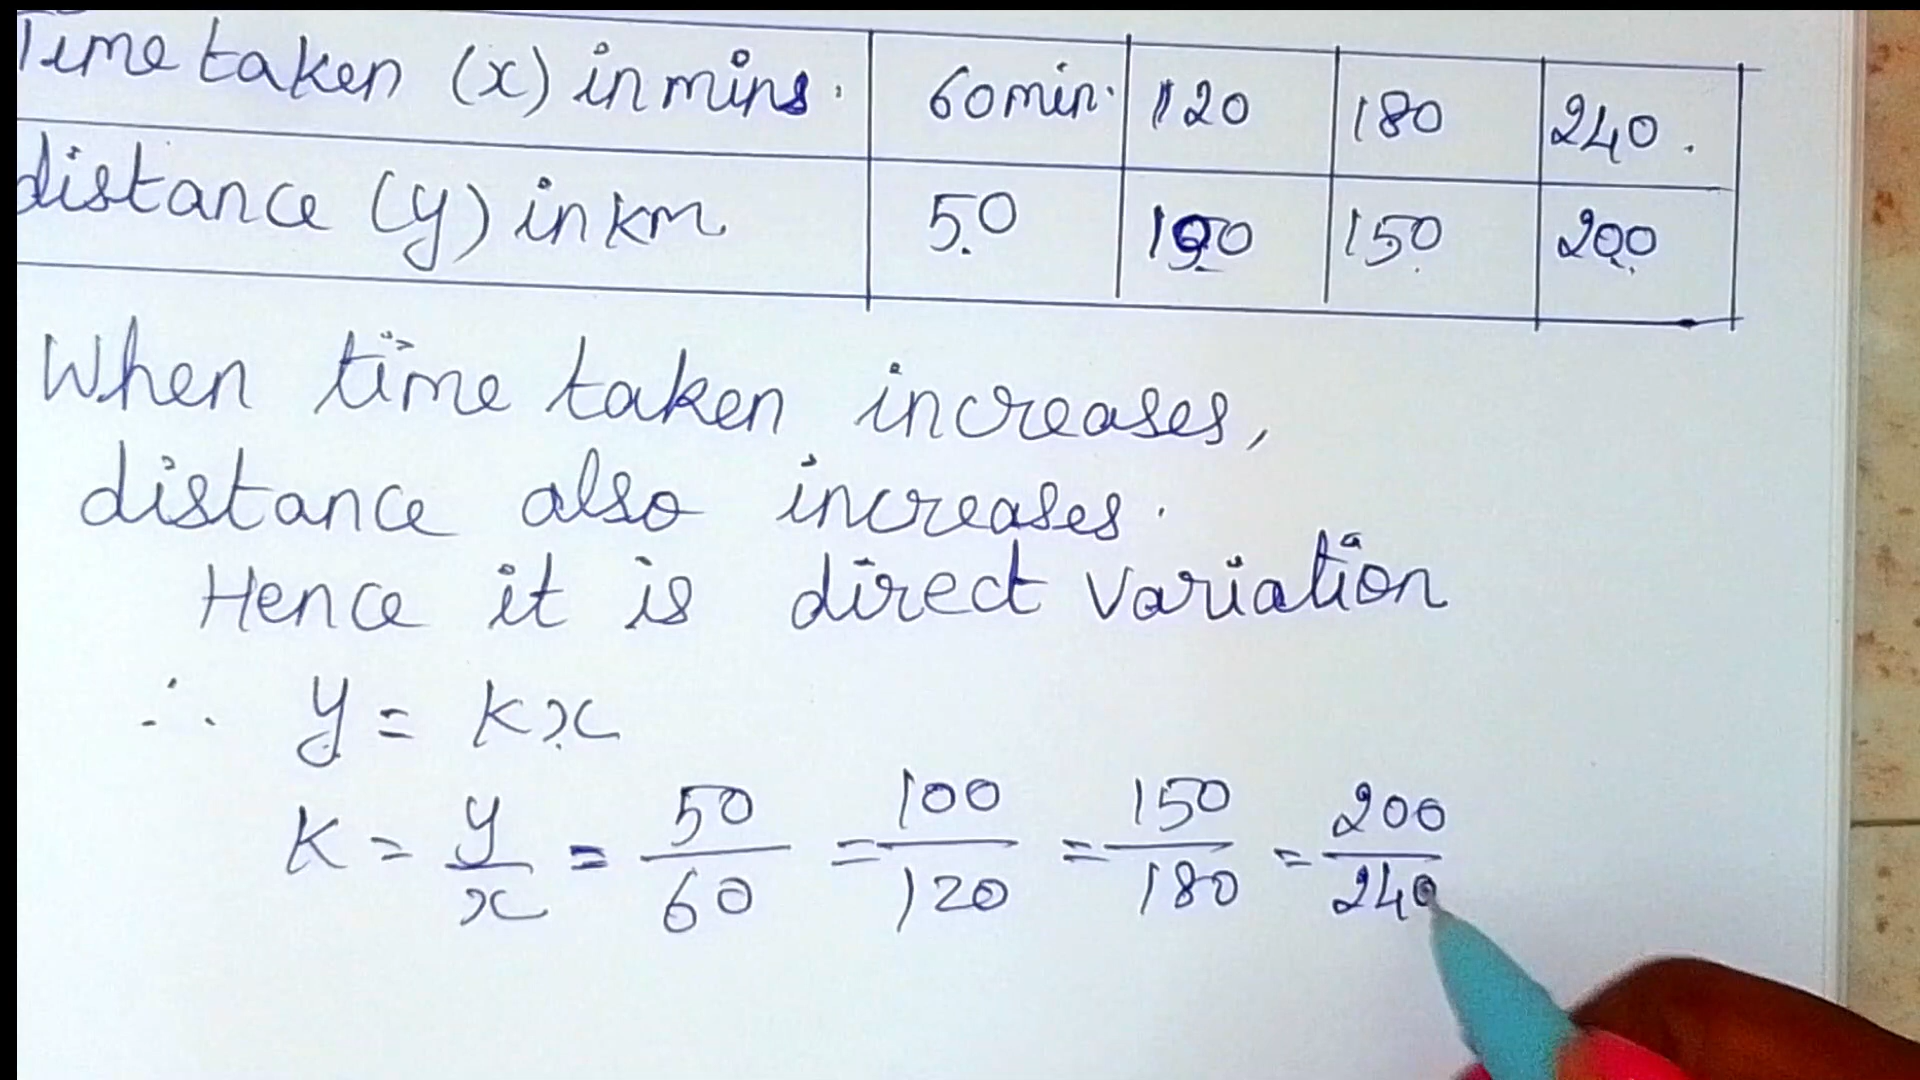 Time taken (x) in mins. 60 min. 120 180 240.
distance (y) in km 50 100 150 200
When time taken increases,
distance also increases.
Hence it is direct variation
∴ y = kx
K = y/x = 50/60 = 100/120 = 150/180 = 200/240